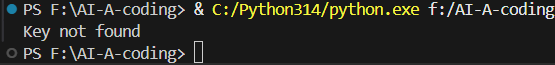 PS F:\AI-A-coding> & C:/Python314/python.exe f:/AI-A-coding
Key not found
PS F:\AI-A-coding>